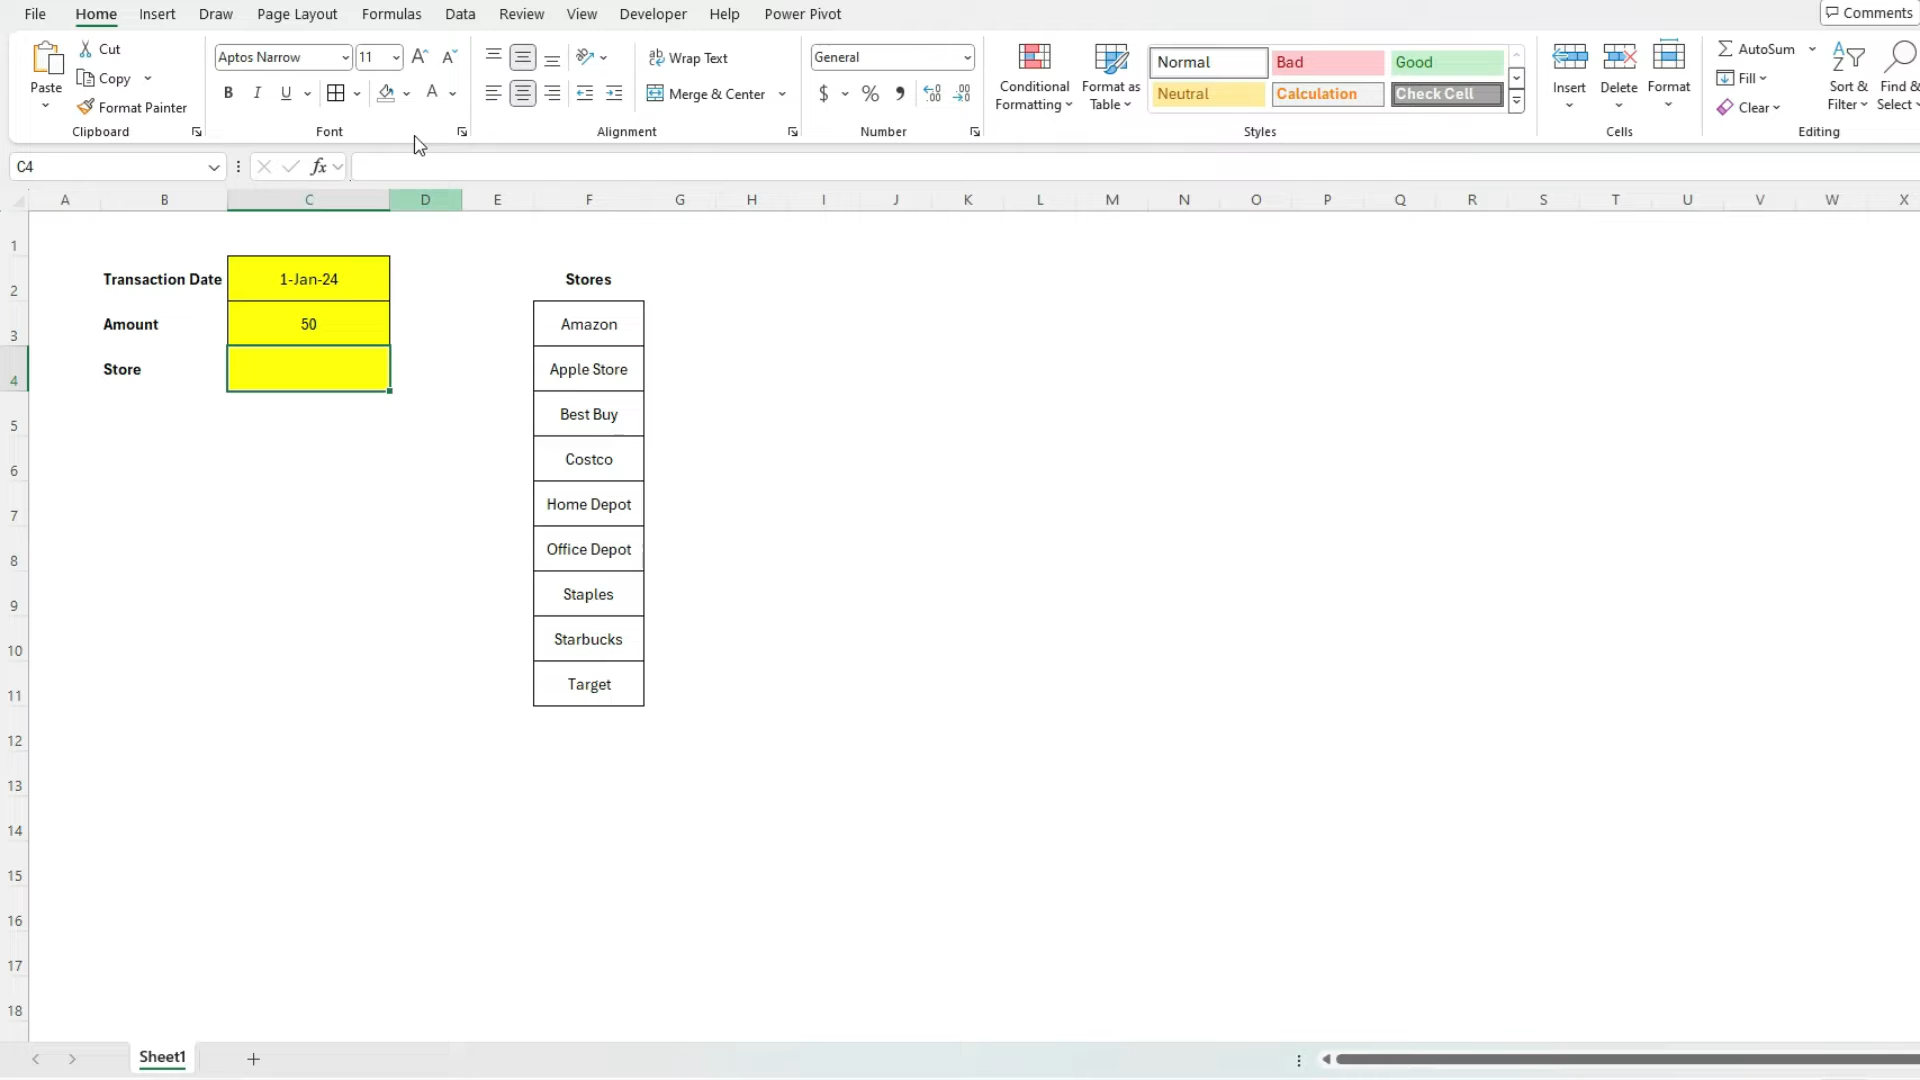 File Home Insert Draw Page Layout Formulas Data Review View Developer Help Power Pivot Comments
Paste Cut Copy Format Painter Clipboard
Aptos Narrow 11 B I U A Font
Wrap Text Merge & Center Alignment
General $ % Number
Conditional Formatting Format as Table Normal Bad Good Neutral Calculation Check Cell Styles
Insert Delete Format Cells
AutoSum Fill Clear Sort & Filter Find & Select Editing
C4 fx
A B C D E F G H I J K L M N O P Q R S T U V W X
1
2 Transaction Date 1-Jan-24 Stores
3 Amount 50 Amazon
4 Store Apple Store
5 Best Buy
6 Costco
7 Home Depot
8 Office Depot
9 Staples
10 Starbucks
11 Target
12
13
14
15
16
17
18
Sheet1